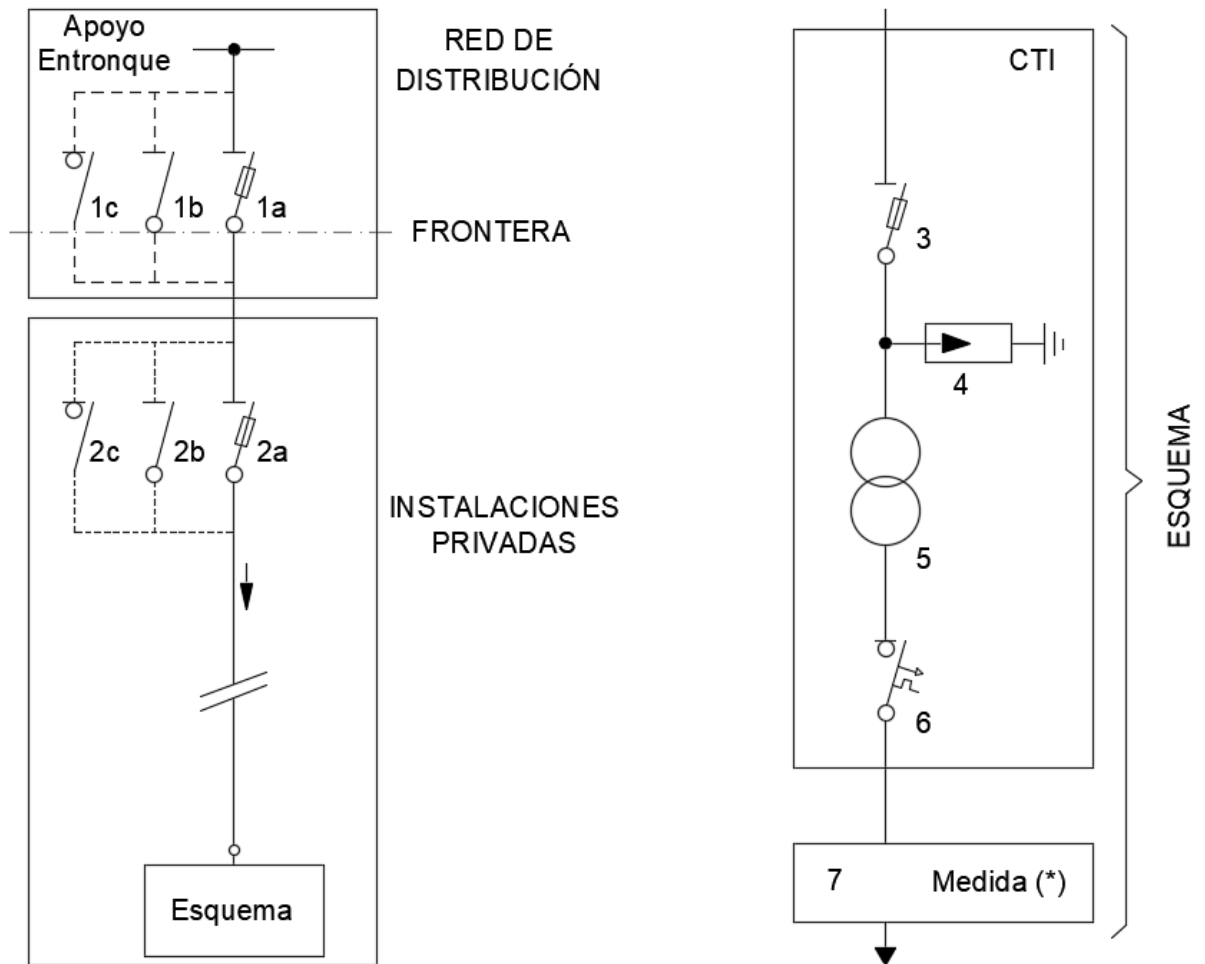 Apoyo
Entronque
RED DE
DISTRIBUCIÓN
1c
1b
1a
FRONTERA
2c
2b
2a
INSTALACIONES
PRIVADAS
Esquema
CTI
3
4
5
6
7
Medida (*)
ESQUEMA